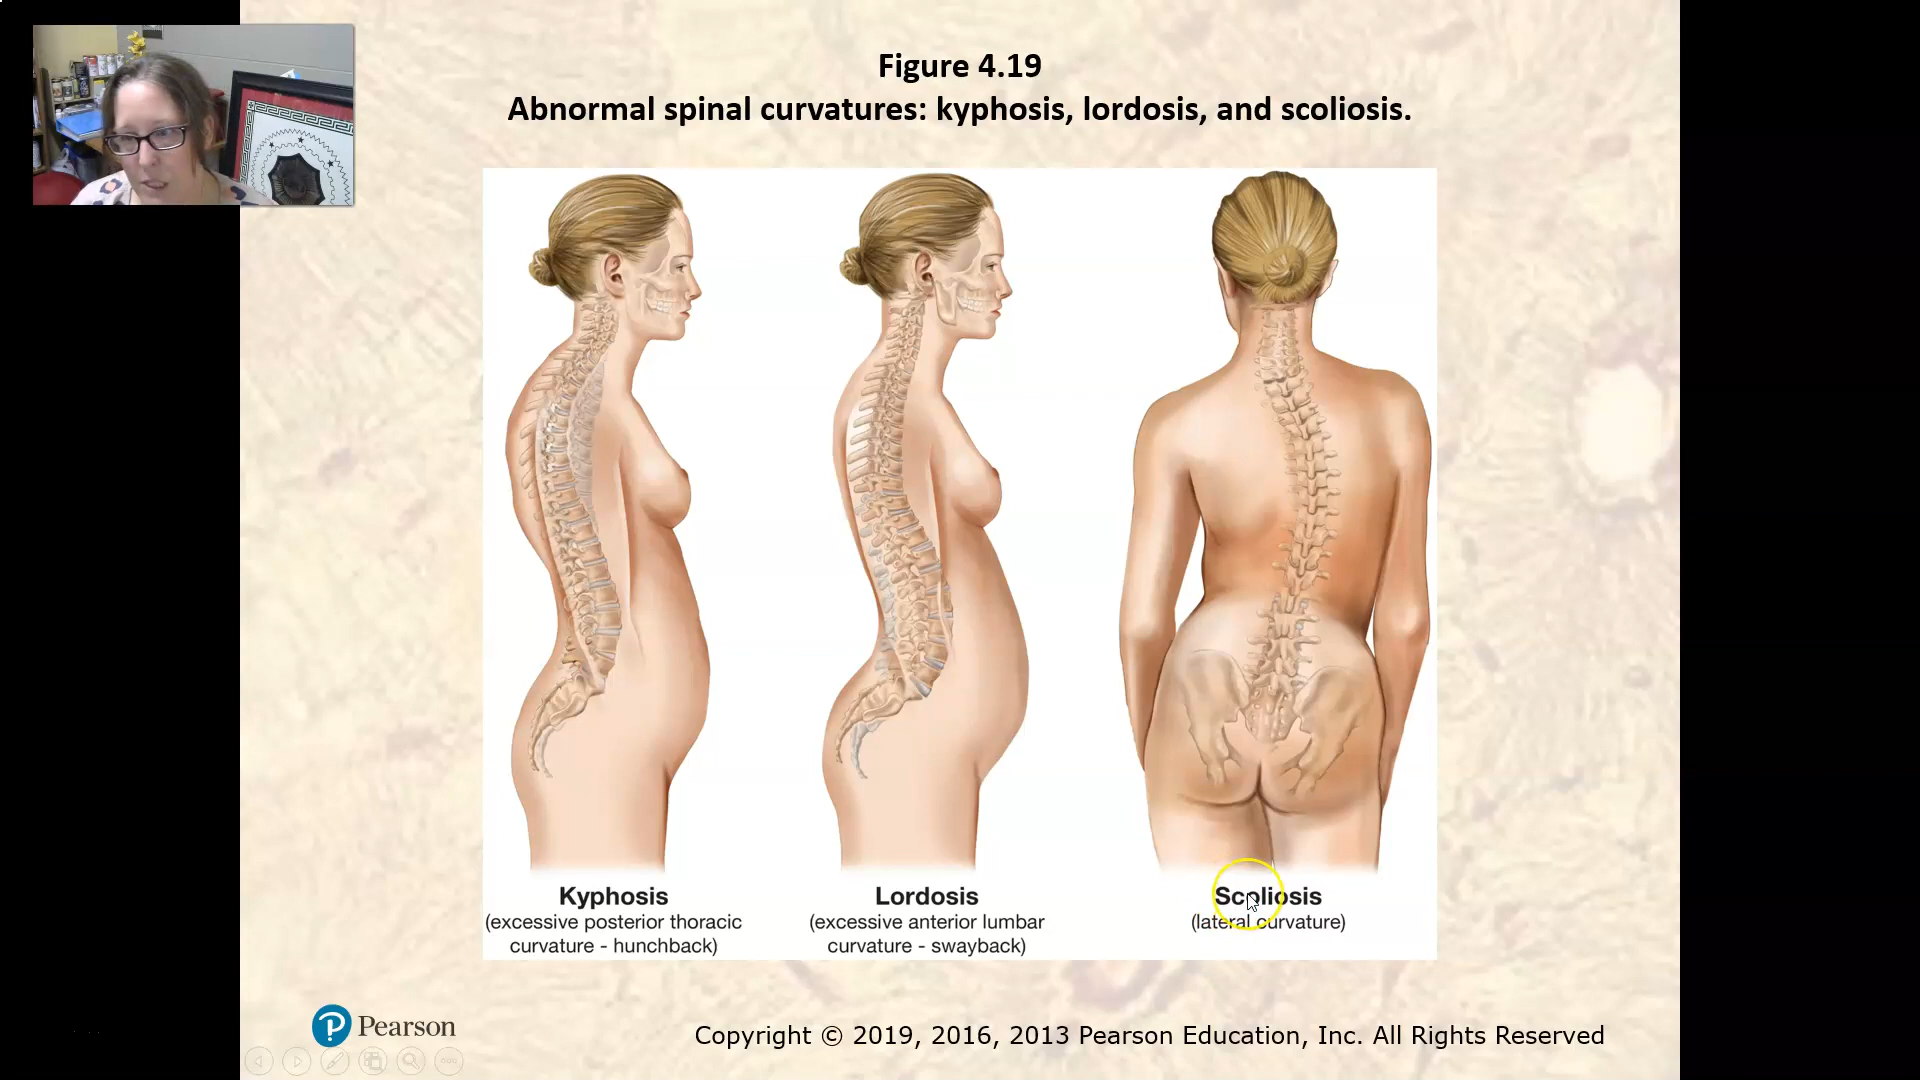 Figure 4.19
Abnormal spinal curvatures: kyphosis, lordosis, and scoliosis.
Kyphosis
(excessive posterior thoracic
curvature - hunchback)
Lordosis
(excessive anterior lumbar
curvature - swayback)
Scoliosis
(lateral curvature)
Pearson
Copyright © 2019, 2016, 2013 Pearson Education, Inc. All Rights Reserved